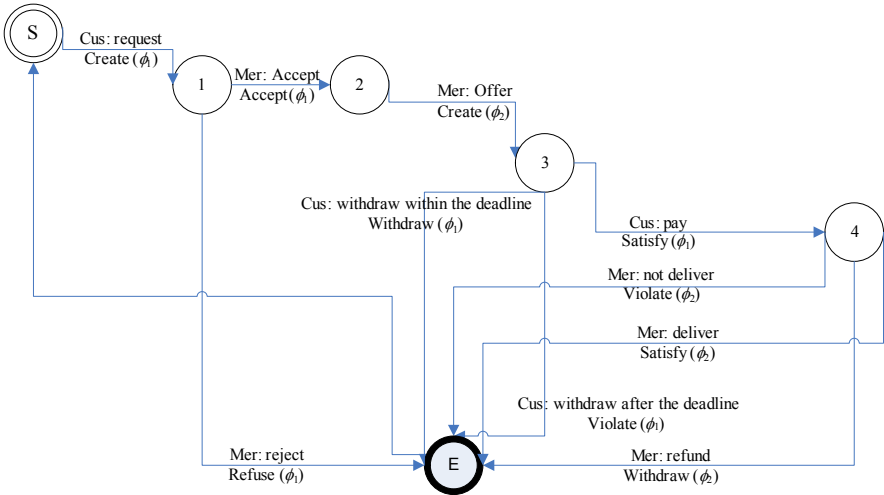 S
Cus: request
Create (ϕ1)
1
Mer: Accept
Accept(ϕ1)
2
Mer: Offer
Create (ϕ2)
3
Cus: withdraw within the deadline
Withdraw (ϕ1)
Cus: pay
Satisfy (ϕ1)
4
Mer: not deliver
Violate (ϕ2)
Mer: deliver
Satisfy (ϕ2)
Cus: withdraw after the deadline
Violate (ϕ1)
Mer: reject
Refuse (ϕ1)
E
Mer: refund
Withdraw (ϕ2)